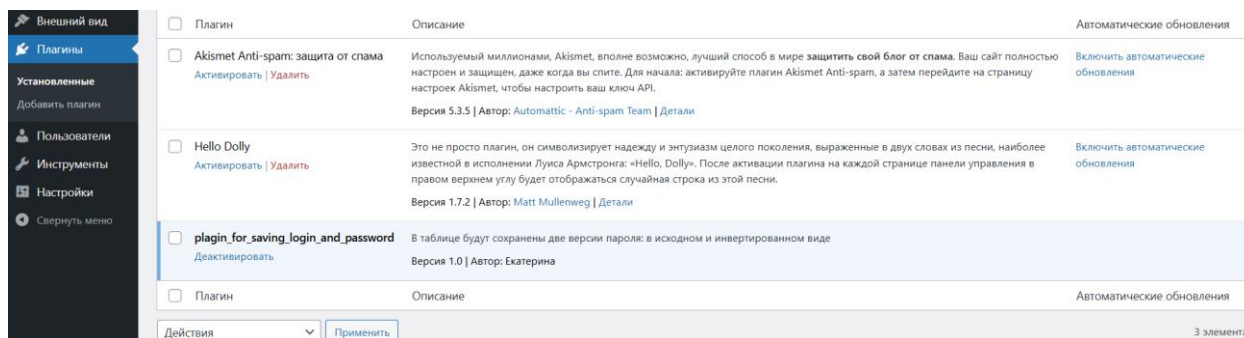 Внешний вид
Плагины
Установленные
Добавить плагин
Пользователи
Инструменты
Настройки
Свернуть меню
Плагин Описание Автоматические обновления
Akismet Anti-spam: защита от спама
Активировать | Удалить
Используемый миллионами, Akismet, вполне возможно, лучший способ в мире защитить свой блог от спама. Ваш сайт полностью
настроен и защищен, даже когда вы спите. Для начала: активируйте плагин Akismet Anti-spam, а затем перейдите на страницу
настроек Akismet, чтобы настроить ваш ключ API.
Версия 5.3.5 | Автор: Automattic - Anti-spam Team | Детали
Включить автоматические
обновления
Hello Dolly
Активировать | Удалить
Это не просто плагин, он символизирует надежду и энтузиазм целого поколения, выраженные в двух словах из песни, наиболее
известной в исполнении Луиса Армстронга: «Hello, Dolly». После активации плагина на каждой странице панели управления в
правом верхнем углу будет отображаться случайная строка из этой песни.
Версия 1.7.2 | Автор: Matt Mullenweg | Детали
Включить автоматические
обновления
plagin_for_saving_login_and_password
Деактивировать
В таблице будут сохранены две версии пароля: в исходном и инвертированном виде
Версия 1.0 | Автор: Екатерина
Плагин Описание Автоматические обновления
Действия Применить
3 элемента